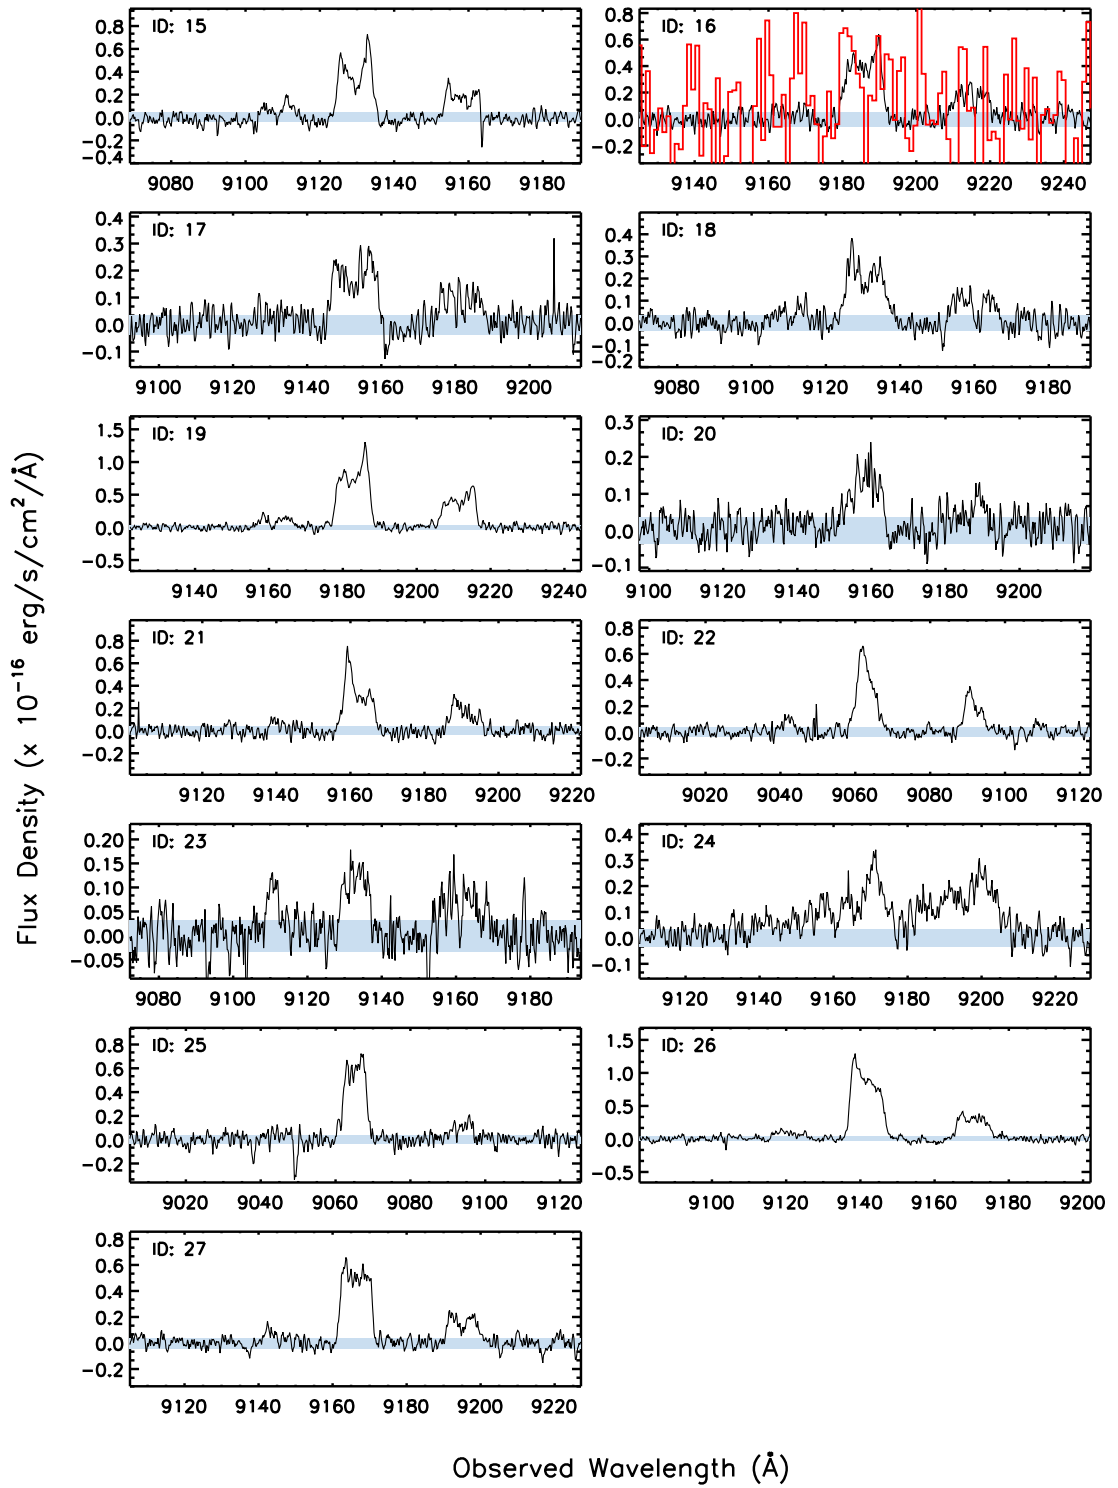 ID: 15
ID: 16
0.8
0.6
0.4
0.2
0.0
−0.2
−0.4
0.8
0.6
0.4
0.2
0.0
−0.2
9080 9100 9120 9140 9160 9180
9140 9160 9180 9200 9220 9240
ID: 17
ID: 18
0.4
0.3
0.2
0.1
0.0
−0.1
0.4
0.3
0.2
0.1
0.0
−0.1
−0.2
9100 9120 9140 9160 9180 9200
9080 9100 9120 9140 9160 9180
ID: 19
ID: 20
1.5
1.0
0.5
0.0
−0.5
0.3
0.2
0.1
0.0
−0.1
9140 9160 9180 9200 9220 9240
9100 9120 9140 9160 9180 9200
ID: 21
ID: 22
0.8
0.6
0.4
0.2
0.0
−0.2
0.8
0.6
0.4
0.2
0.0
−0.2
9120 9140 9160 9180 9200 9220
9020 9040 9060 9080 9100 9120
ID: 23
ID: 24
0.20
0.15
0.10
0.05
0.00
−0.05
0.4
0.3
0.2
0.1
0.0
−0.1
9080 9100 9120 9140 9160 9180
9120 9140 9160 9180 9200 9220
ID: 25
ID: 26
0.8
0.6
0.4
0.2
0.0
−0.2
1.5
1.0
0.5
0.0
−0.5
9020 9040 9060 9080 9100 9120
9100 9120 9140 9160 9180 9200
ID: 27
0.8
0.6
0.4
0.2
0.0
−0.2
9120 9140 9160 9180 9200 9220
Flux Density (x 10⁻¹⁶ erg/s/cm²/Å)
Observed Wavelength (Å)